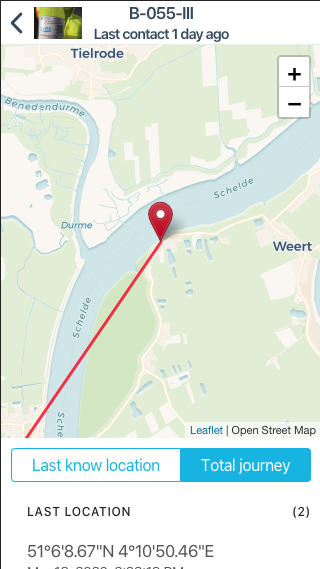 B-055-III
Last contact 1 day ago
Tielrode
Benedendurme
+
−
Schelde
Durme
Weert
Schelde
Sche
Leaflet | Open Street Map
Last know location
Total journey
LAST LOCATION (2)
51°6'8.67"N 4°10'50.46"E